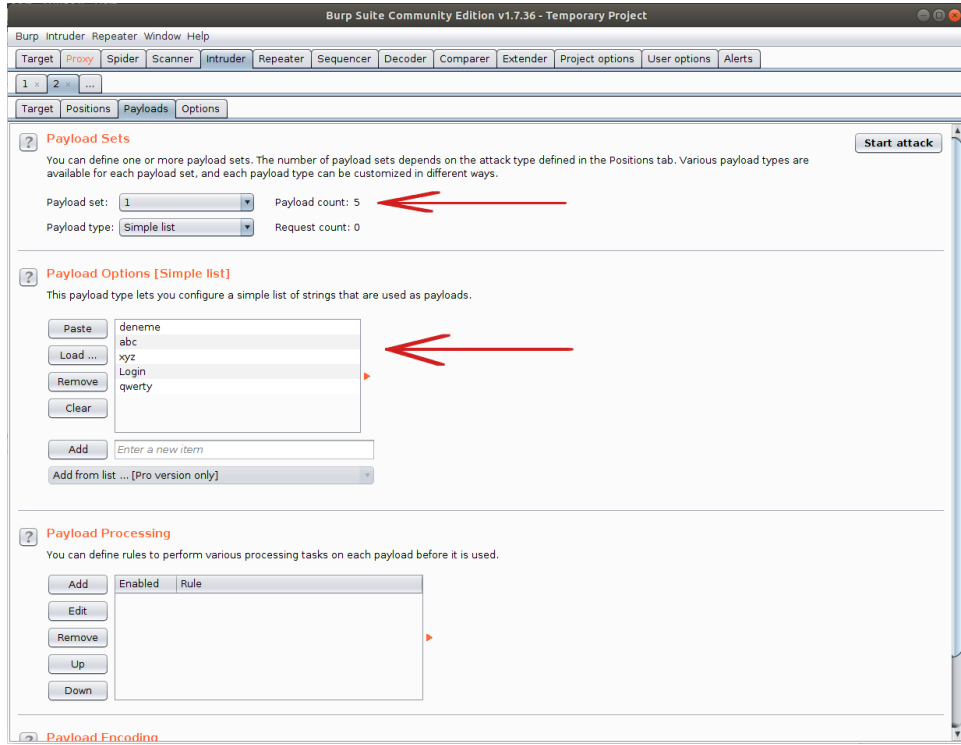 Burp Suite Community Edition v1.7.36 - Temporary Project
Burp Intruder Repeater Window Help
Target Proxy Spider Scanner Intruder Repeater Sequencer Decoder Comparer Extender Project options User options Alerts
1 × 2 × ...
Target Positions Payloads Options
? Payload Sets
Start attack
You can define one or more payload sets. The number of payload sets depends on the attack type defined in the Positions tab. Various payload types are
available for each payload set, and each payload type can be customized in different ways.
Payload set: 1 Payload count: 5
Payload type: Simple list Request count: 0
? Payload Options [Simple list]
This payload type lets you configure a simple list of strings that are used as payloads.
Paste
Load ...
Remove
Clear
deneme
abc
xyz
Login
qwerty
Add Enter a new item
Add from list ... [Pro version only]
? Payload Processing
You can define rules to perform various processing tasks on each payload before it is used.
Add Enabled Rule
Edit
Remove
Up
Down
? Payload Encoding